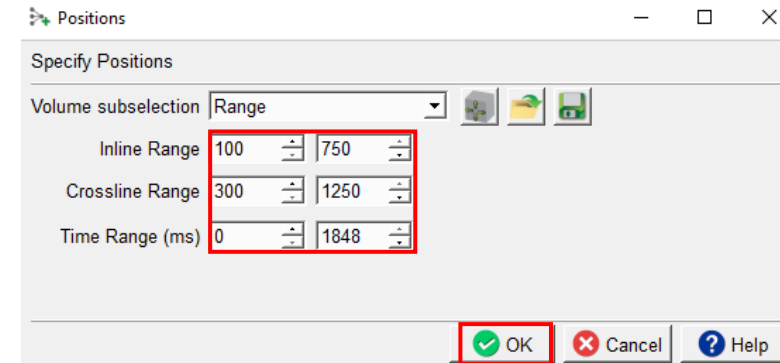 Positions
Specify Positions
Volume subselection Range
Inline Range 100 750
Crossline Range 300 1250
Time Range (ms) 0 1848
OK Cancel Help